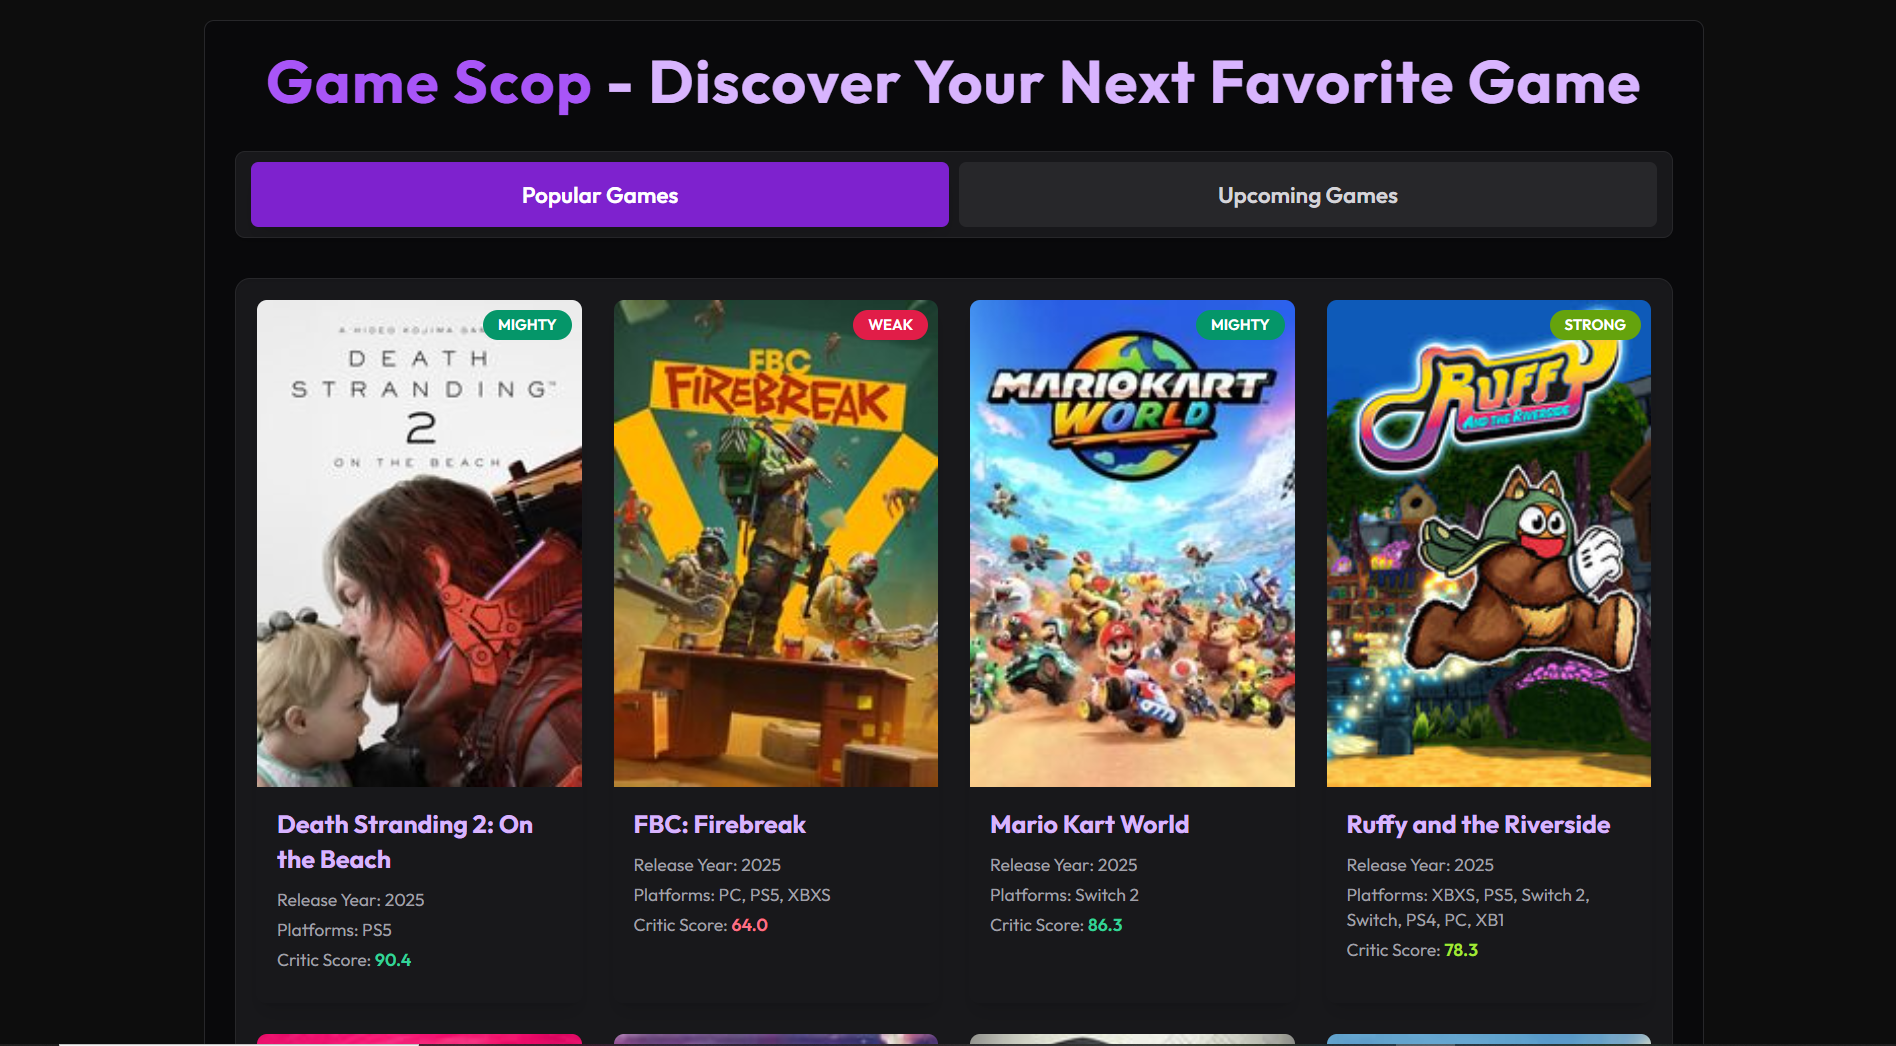 Game Scop - Discover Your Next Favorite Game
Popular Games
Upcoming Games
A HIDEO KOJIMA
MIGHTY
DEATH
STRANDING™
2
ON THE BEACH
Death Stranding 2: On
the Beach
Release Year: 2025
Platforms: PS5
Critic Score: 90.4
WEAK
FBC
FIREBREAK
FBC: Firebreak
Release Year: 2025
Platforms: PC, PS5, XBXS
Critic Score: 64.0
MIGHTY
MARIOKART
WORLD
Mario Kart World
Release Year: 2025
Platforms: Switch 2
Critic Score: 86.3
STRONG
RUFFY
AND THE RIVERSIDE
Ruffy and the Riverside
Release Year: 2025
Platforms: XBXS, PS5, Switch 2,
Switch, PS4, PC, XB1
Critic Score: 78.3